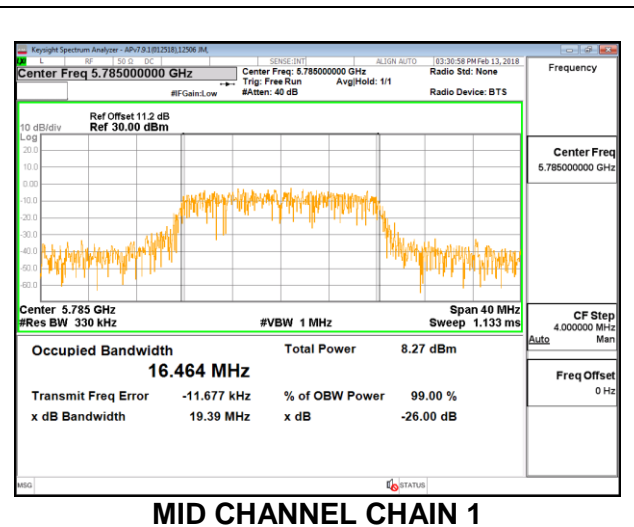 Keysight Spectrum Analyzer - APv7.9.1(012518),12506 JM,
L RF 50 Ω DC SENSE:INT ALIGN AUTO 03:30:58 PM Feb 13, 2018
Center Freq 5.785000000 GHz
Center Freq: 5.785000000 GHz
Radio Std: None
Trig: Free Run Avg|Hold: 1/1
#IFGain:Low
#Atten: 40 dB
Radio Device: BTS
Frequency
Ref Offset 11.2 dB
10 dB/div Ref 30.00 dBm
Log
20.0
10.0
0.00
-10.0
-20.0
-30.0
-40.0
-50.0
-60.0
Center 5.785 GHz Span 40 MHz
#Res BW 330 kHz #VBW 1 MHz Sweep 1.133 ms
Center Freq
5.785000000 GHz
CF Step
4.000000 MHz
Auto Man
Freq Offset
0 Hz
Occupied Bandwidth Total Power 8.27 dBm
16.464 MHz
Transmit Freq Error -11.677 kHz % of OBW Power 99.00 %
x dB Bandwidth 19.39 MHz x dB -26.00 dB
MSG STATUS
MID CHANNEL CHAIN 1